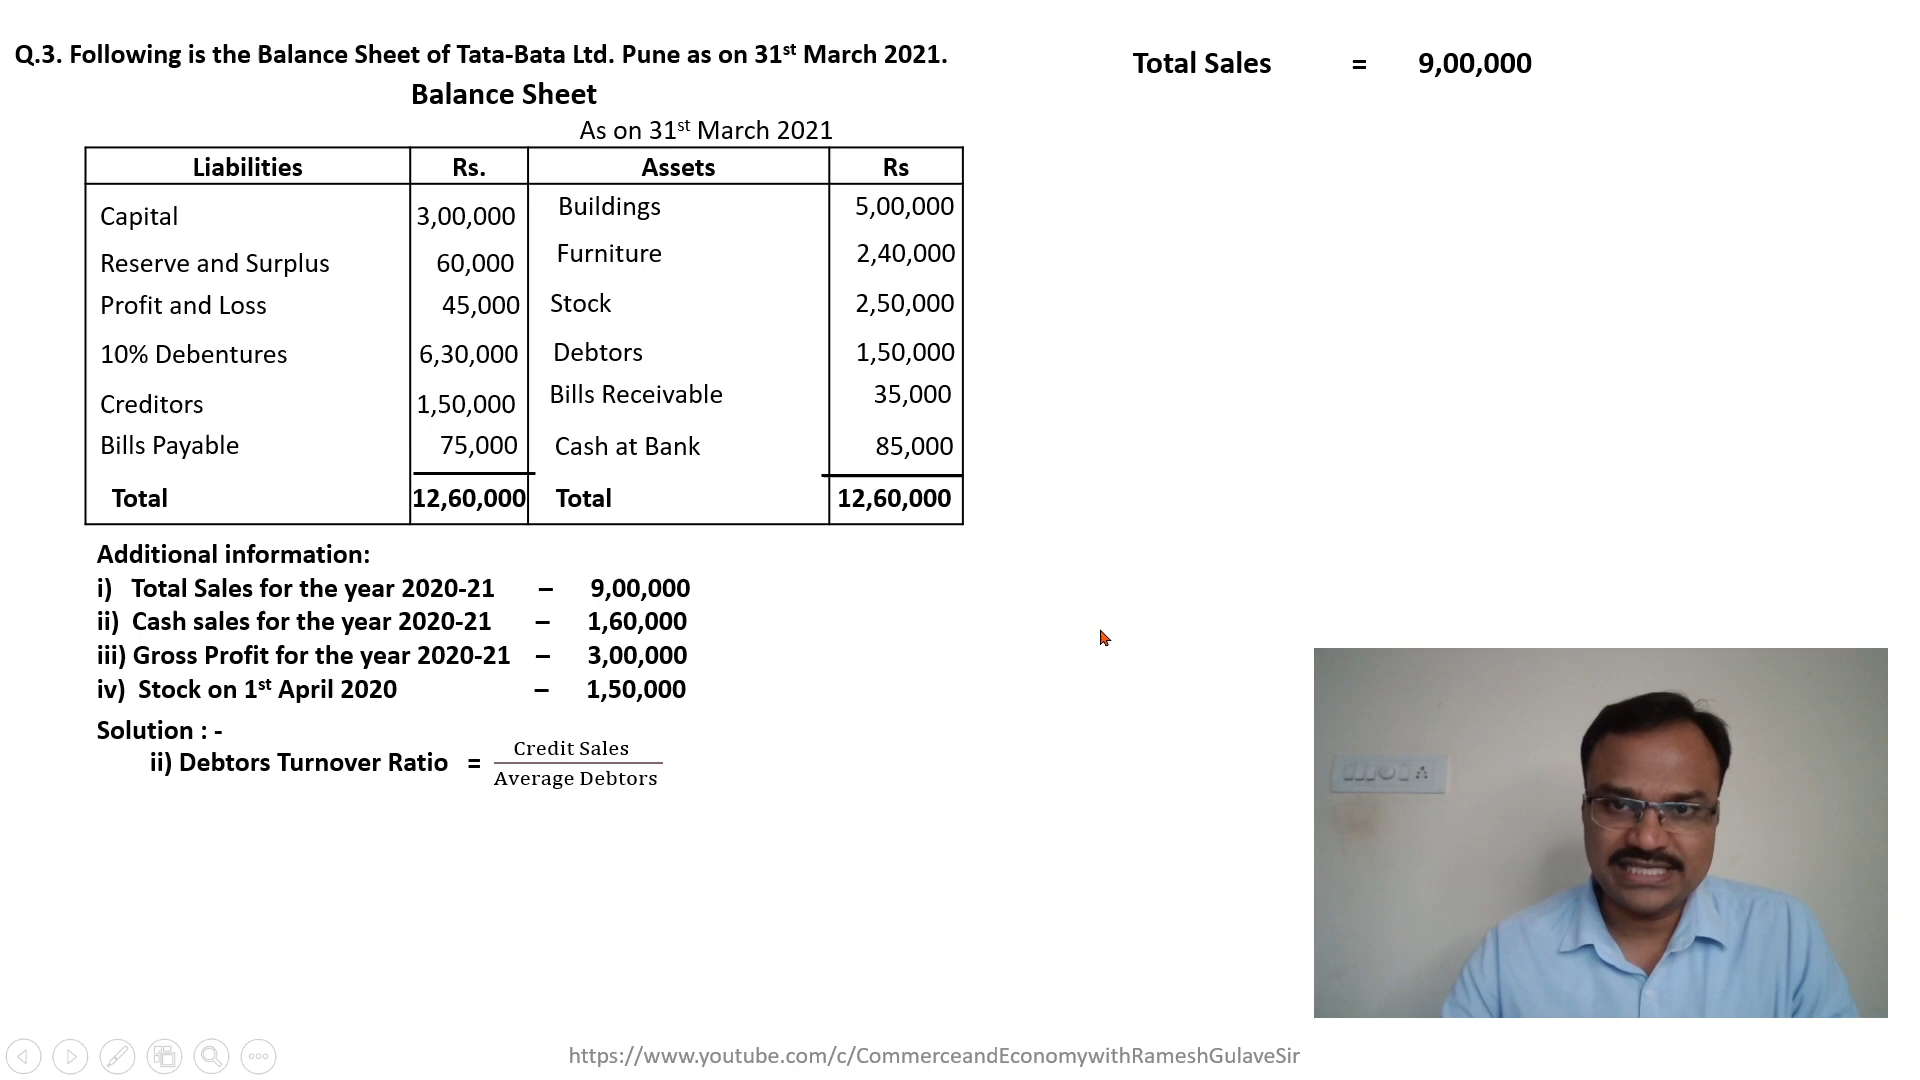 Q.3. Following is the Balance Sheet of Tata-Bata Ltd. Pune as on 31st March 2021.
Balance Sheet
As on 31st March 2021
Liabilities Rs. Assets Rs
Capital 3,00,000 Buildings 5,00,000
Reserve and Surplus 60,000 Furniture 2,40,000
Profit and Loss 45,000 Stock 2,50,000
10% Debentures 6,30,000 Debtors 1,50,000
Creditors 1,50,000 Bills Receivable 35,000
Bills Payable 75,000 Cash at Bank 85,000
Total 12,60,000 Total 12,60,000
Additional information:
i) Total Sales for the year 2020-21 – 9,00,000
ii) Cash sales for the year 2020-21 – 1,60,000
iii) Gross Profit for the year 2020-21 – 3,00,000
iv) Stock on 1st April 2020 – 1,50,000
Solution : -
ii) Debtors Turnover Ratio = Credit Sales
Average Debtors
Total Sales = 9,00,000
https://www.youtube.com/c/CommerceandEconomywithRameshGulaveSir